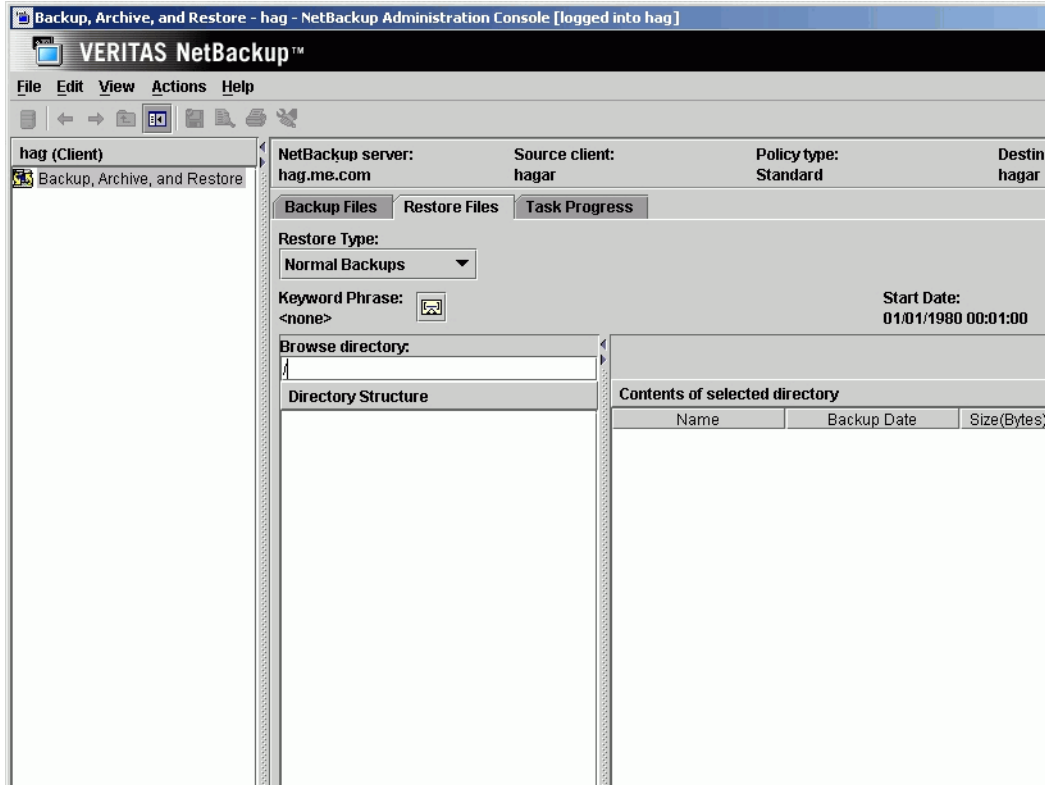 Backup, Archive, and Restore - hag - NetBackup Administration Console [logged into hag]
VERITAS NetBackup™
File Edit View Actions Help
hag (Client)
Backup, Archive, and Restore
NetBackup server: Source client: Policy type: Destin
hag.me.com hagar Standard hagar
Backup Files Restore Files Task Progress
Restore Type:
Normal Backups
Keyword Phrase: Start Date:
<none> 01/01/1980 00:01:00
Browse directory:
/
Directory Structure Contents of selected directory
Name Backup Date Size(Bytes)